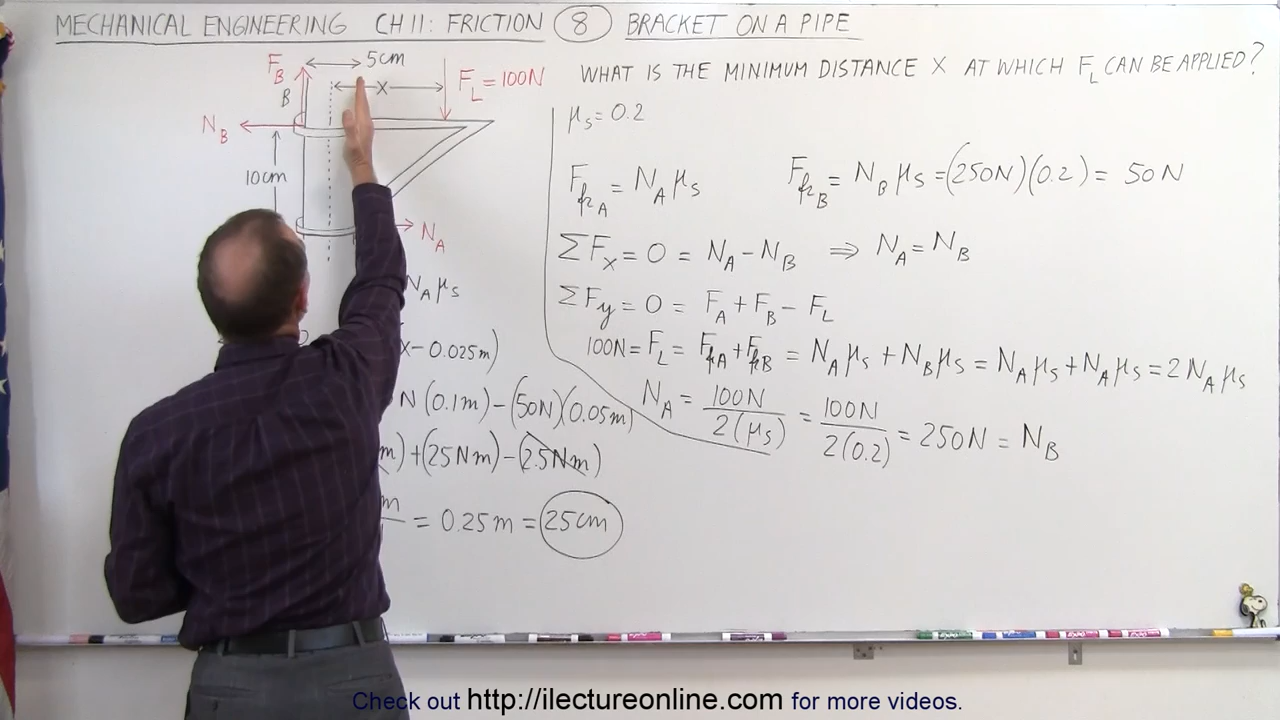 MECHANICAL ENGINEERING CH 11: FRICTION 8 BRACKET ON A PIPE
WHAT IS THE MINIMUM DISTANCE X AT WHICH F_L CAN BE APPLIED?
F_B
5cm
B
x
F_L = 100N
N_B
10cm
N_A
N_A μ_s
x - 0.025m)
N (0.1m) - (50N)(0.05m)
m) + (25Nm) - (2.5Nm)
m
= 0.25m = 25cm
μ_s = 0.2
F_fr_A = N_A μ_s
F_fr_B = N_B μ_s = (250N)(0.2) = 50N
ΣF_x = 0 = N_A - N_B ⇒ N_A = N_B
ΣF_y = 0 = F_A + F_B - F_L
100N = F_L = F_frA + F_frB = N_A μ_s + N_B μ_s = N_A μ_s + N_A μ_s = 2 N_A μ_s
N_A = 100N / 2(μ_s) = 100N / 2(0.2) = 250N = N_B
Check out http://ilectureonline.com for more videos.